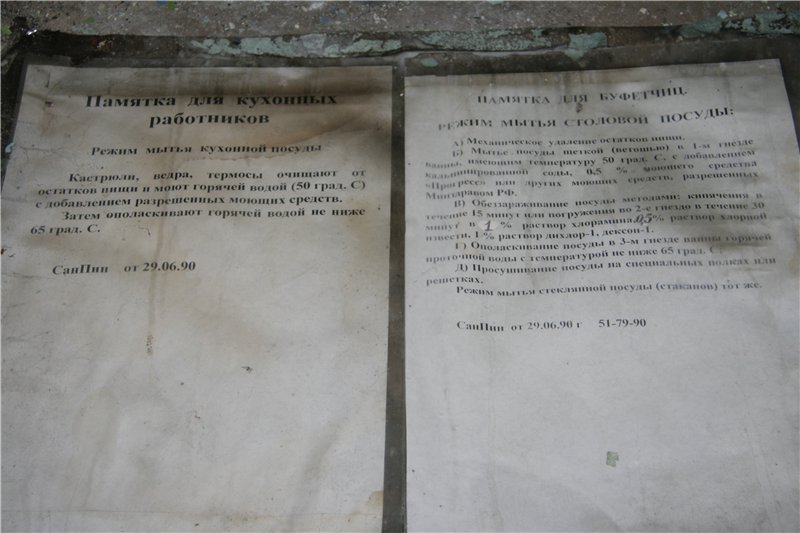 Памятка для кухонных
работников
Режим мытья кухонной посуды
Кастрюли, ведра, термосы очищают от
остатков пищи и моют горячей водой (50 град. С)
с добавлением разрешенных моющих средств.
Затем ополаскивают горячей водой не ниже
65 град. С.
СанПин от 29.06.90
ПАМЯТКА ДЛЯ БУФЕТЧИЦ.
РЕЖИМ МЫТЬЯ СТОЛОВОЙ ПОСУДЫ:
А) Механическое удаление остатков пищи.
Б) Мытье посуды щеткой (ветошью) в 1-м гнезде
ванны, имеющим температуру 50 град. С. с добавлением
кальцинированной соды, 0,5 % моющего средства
«Прогресс» или других моющих средств, разрешенных
Минздравом РФ.
В) Обеззараживание посуды методами: кипячения в
течение 15 минут или погружения во 2-е гнездо в течение 30
минут в 1 % раствор хлорамина, 0,5% раствор хлорной
извести, 1 % раствор дихлор-1, дексон-1.
Г) Ополаскивание посуды в 3-м гнезде ванны горячей
проточной воды с температурой не ниже 65 град. С.
Д) Просушивание посуды на специальных полках или
решетках.
Режим мытья стеклянной посуды (стаканов) тот же.
СанПин от 29.06.90 г 51-79-90